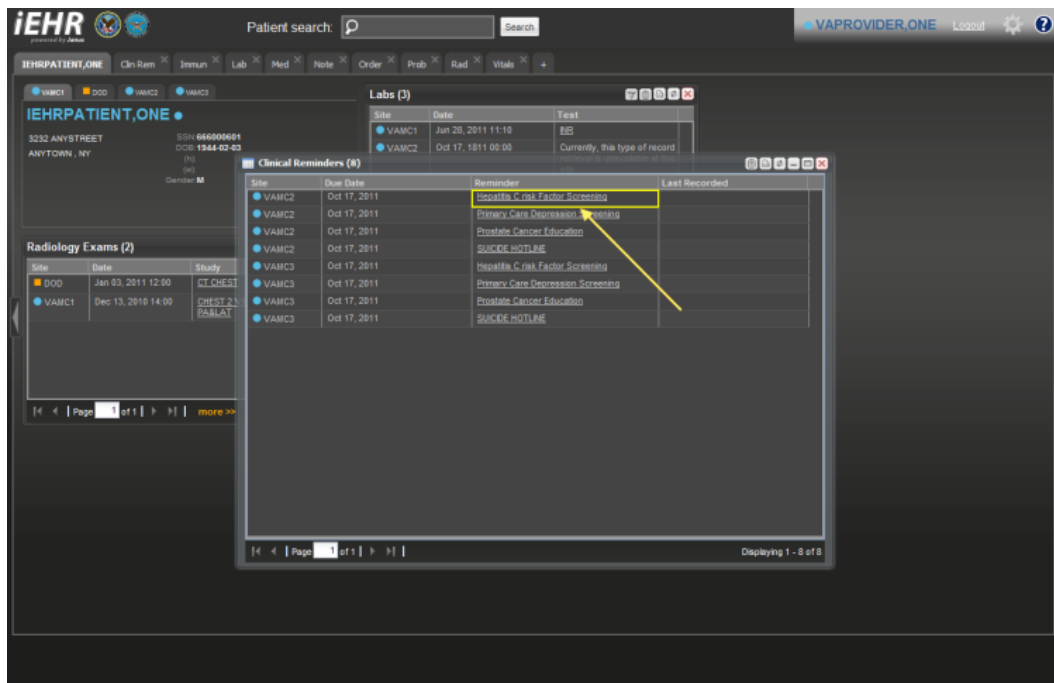 iEHR
powered by Janus
Patient search:
Search
VAPROVIDER,ONE
Logout
?
IEHRPATIENT,ONE Clin Rem Immun Lab Med Note Order Prob Rad Vitals +
VAMC1 DOD VAMC2 VAMC3
IEHRPATIENT,ONE
3232 ANYSTREET
ANYTOWN , NY
SSN: 666000601
DOB: 1944-02-03
(h)
(w)
Gender: M
Labs (3)
Site Date Test
VAMC1 Jun 28, 2011 11:10 INR
VAMC2 Oct 17, 1811 00:00 Currently, this type of record
Clinical Reminders (8)
Site Due Date Reminder Last Recorded
VAMC2 Oct 17, 2011 Hepatitis C risk Factor Screening
VAMC2 Oct 17, 2011 Primary Care Depression Screening
VAMC2 Oct 17, 2011 Prostate Cancer Education
VAMC2 Oct 17, 2011 SUICIDE HOTLINE
VAMC3 Oct 17, 2011 Hepatitis C risk Factor Screening
VAMC3 Oct 17, 2011 Primary Care Depression Screening
VAMC3 Oct 17, 2011 Prostate Cancer Education
VAMC3 Oct 17, 2011 SUICIDE HOTLINE
Page 1 of 1
Displaying 1 - 8 of 8
Radiology Exams (2)
Site Date Study
DOD Jan 03, 2011 12:00 CT CHEST
VAMC1 Dec 13, 2010 14:00 CHEST 2
PA&LAT
Page 1 of 1 more >>